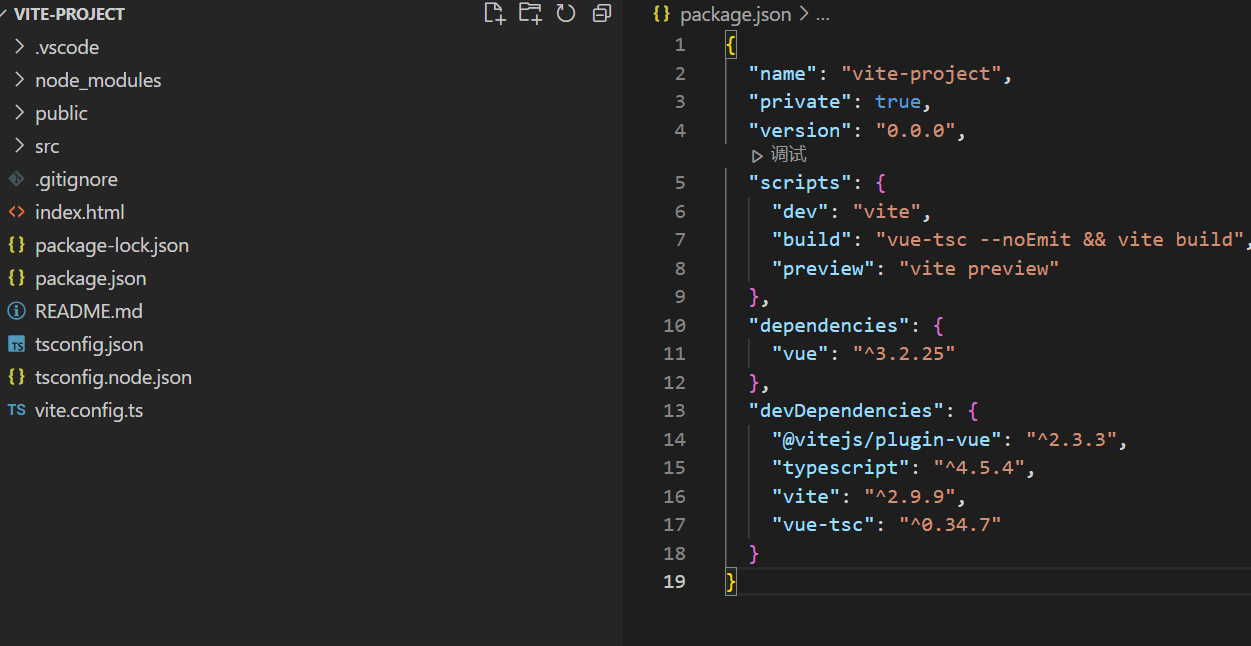 VITE-PROJECT
.vscode
node_modules
public
src
.gitignore
index.html
package-lock.json
package.json
README.md
tsconfig.json
tsconfig.node.json
TS vite.config.ts
{} package.json > ...
1 {
2 "name": "vite-project",
3 "private": true,
4 "version": "0.0.0",
调试
5 "scripts": {
6 "dev": "vite",
7 "build": "vue-tsc --noEmit && vite build",
8 "preview": "vite preview"
9 },
10 "dependencies": {
11 "vue": "^3.2.25"
12 },
13 "devDependencies": {
14 "@vitejs/plugin-vue": "^2.3.3",
15 "typescript": "^4.5.4",
16 "vite": "^2.9.9",
17 "vue-tsc": "^0.34.7"
18 }
19 }